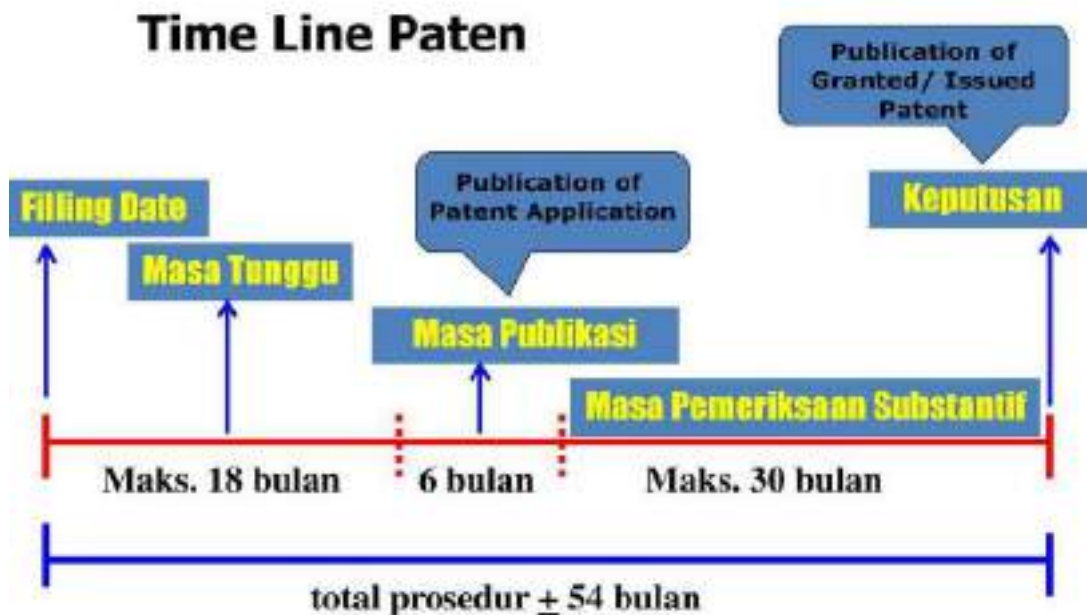 Time Line Paten
Publication of
Granted/ Issued
Patent
Publication of
Patent Application
Filling Date
Keputusan
Masa Tunggu
Masa Publikasi
Masa Pemeriksaan Substantif
Maks. 18 bulan
6 bulan
Maks. 30 bulan
total prosedur ± 54 bulan